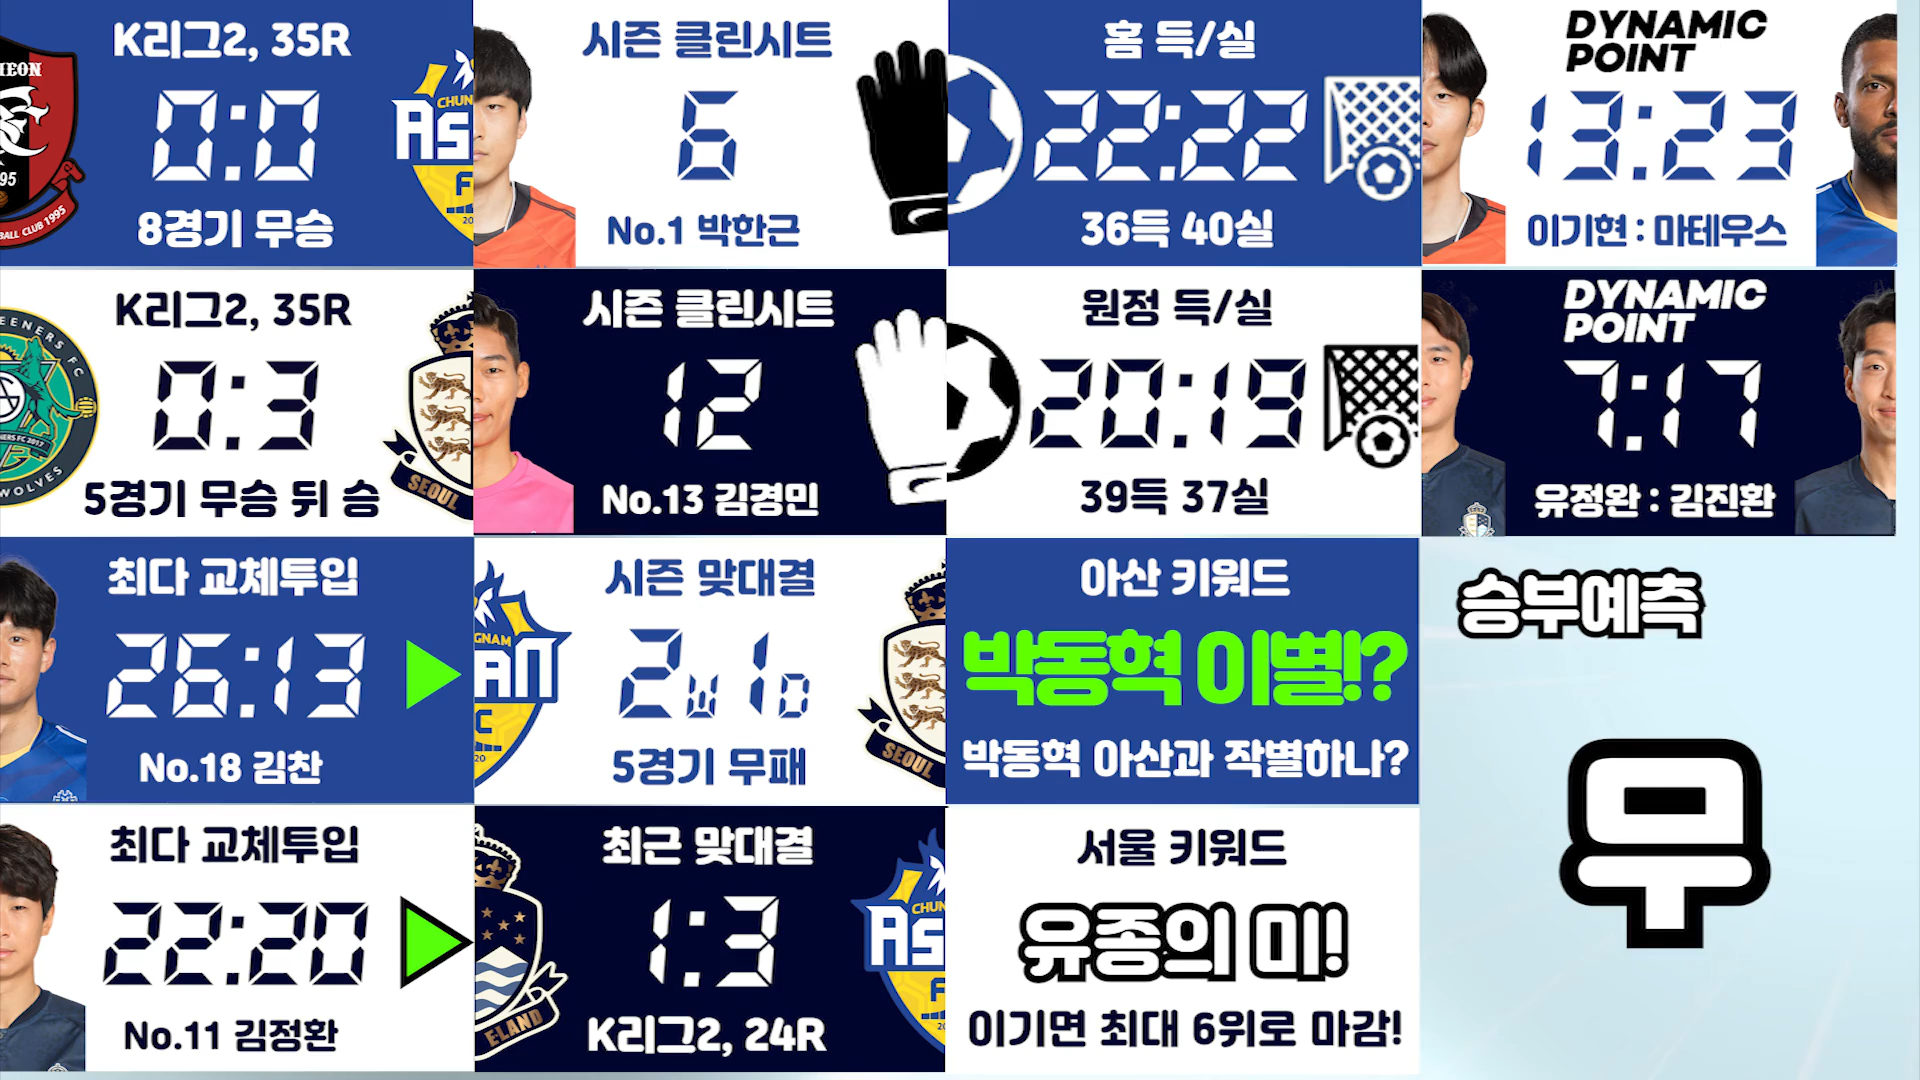 K리그2, 35R
0:0
8경기 무승
1995
시즌 클린시트
6
No.1 박한근
홈 득/실
22:22
36득 40실
DYNAMIC
POINT
13:23
이기현 : 마테우스
K리그2, 35R
0:3
5경기 무승 뒤 승
SEOUL
시즌 클린시트
12
No.13 김경민
원정 득/실
20:19
39득 37실
DYNAMIC
POINT
7:17
유정완 : 김진환
최다 교체투입
26:13
No.18 김찬
시즌 맞대결
2W1D
5경기 무패
SEOUL
아산 키워드
박동혁 이별!?
박동혁 아산과 작별하나?
승부예측
무
최다 교체투입
22:20
No.11 김정환
최근 맞대결
1:3
K리그2, 24R
서울 키워드
유종의 미!
이기면 최대 6위로 마감!